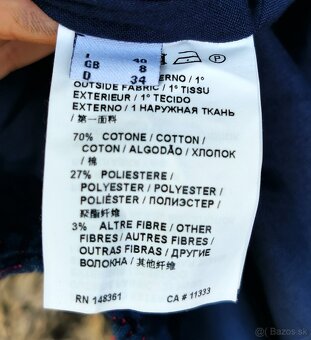 I 40
GB 8
D 34
ERNO / 1°
OUTSIDE FABRIC / 1° TISSU
EXTERIEUR / 1° TECIDO
EXTERNO / 1 НАРУЖНАЯ ТКАНЬ
/ 第一面料
70% COTONE / COTTON /
COTON / ALGODÃO / ХЛОПОК
/ 棉
27% POLIESTERE /
POLYESTER / POLYESTER /
POLIÉSTER / ПОЛИЭСТЕР /
聚酯纤维
3% ALTRE FIBRE / OTHER
FIBRES / AUTRES FIBRES /
OUTRAS FIBRAS / ДРУГИЕ
ВОЛОКНА / 其他纤维
RN 148361 CA # 11333
@ Bazos.sk